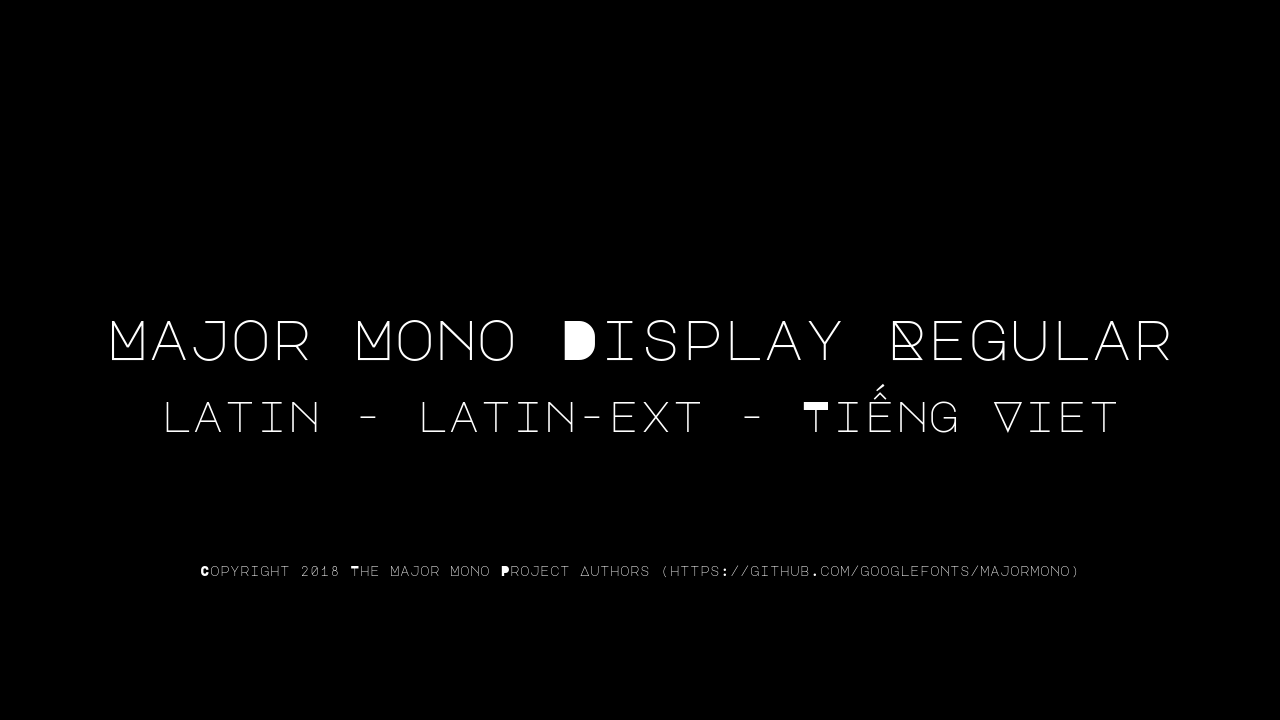 Major Mono Display Regular
latin - latin-ext - Tiếng Viet
Copyright 2018 The Major Mono Project Authors (https://github.com/googlefonts/majormono)